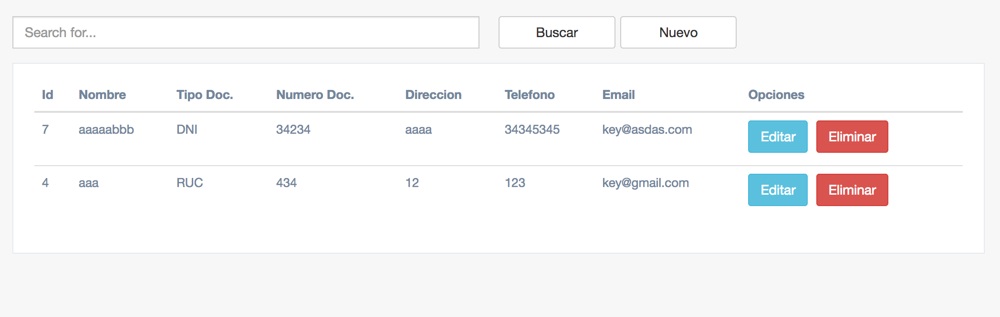 Search for... Buscar Nuevo
Id Nombre Tipo Doc. Numero Doc. Direccion Telefono Email Opciones
7 aaaaabbb DNI 34234 aaaa 34345345 key@asdas.com Editar Eliminar
4 aaa RUC 434 12 123 key@gmail.com Editar Eliminar